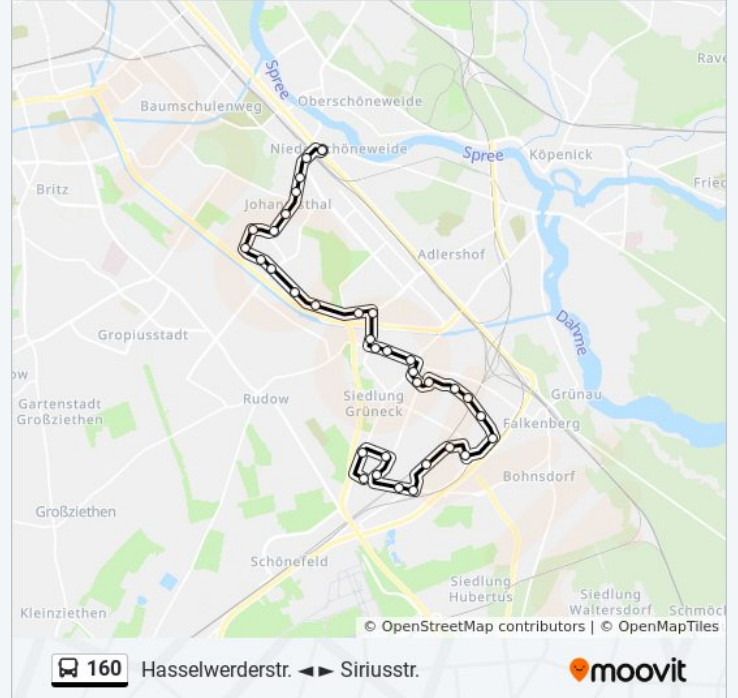 Rave
Baumschulenweg
Spree
Oberschöneweide
Niederschöneweide
Spree
Köpenick
Britz
Fried
Johannisthal
Adlershof
Dahme
Gropiusstadt
ow
Gartenstadt
Großziethen
Rudow
Siedlung
Grüneck
Grünau
Falkenberg
Bohnsdorf
Großziethen
Schönefeld
Siedlung
Hubertus
Siedlung
Waltersdorf
Schmöck
Kleinziethen
© OpenStreetMap contributors | © OpenMapTiles
160 Hasselwerderstr. ◄► Siriusstr.
moovit